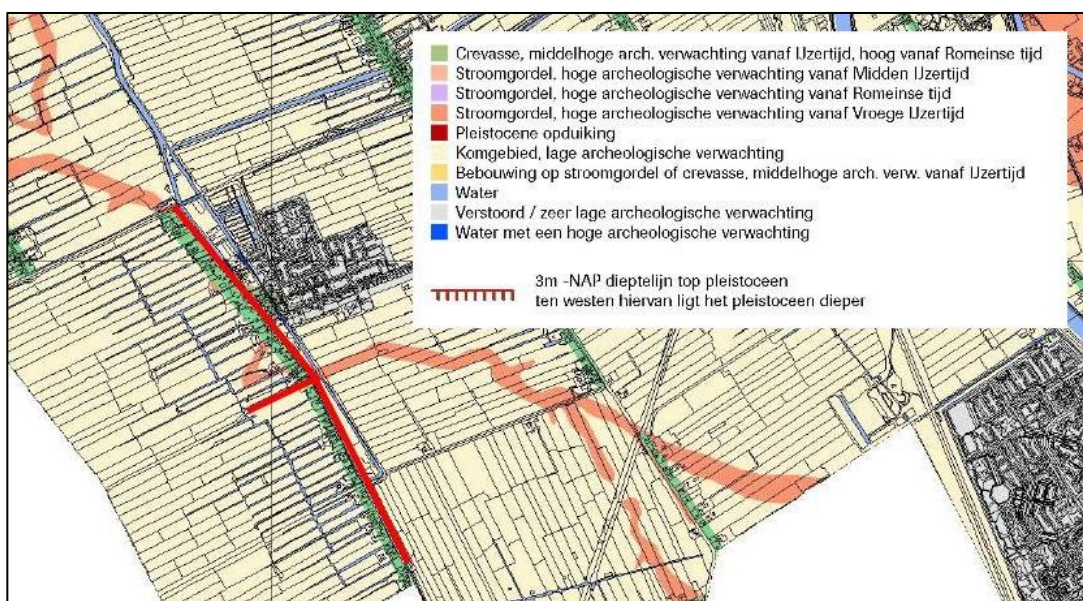 Crevasse, middelhoge arch. verwachting vanaf IJzertijd, hoog vanaf Romeinse tijd
Stroomgordel, hoge archeologische verwachting vanaf Midden IJzertijd
Stroomgordel, hoge archeologische verwachting vanaf Romeinse tijd
Stroomgordel, hoge archeologische verwachting vanaf Vroege IJzertijd
Pleistocene opduiking
Komgebied, lage archeologische verwachting
Bebouwing op stroomgordel of crevasse, middelhoge arch. verw. vanaf IJzertijd
Water
Verstoord / zeer lage archeologische verwachting
Water met een hoge archeologische verwachting
3m -NAP dieptelijn top pleistoceen
ten westen hiervan ligt het pleistoceen dieper